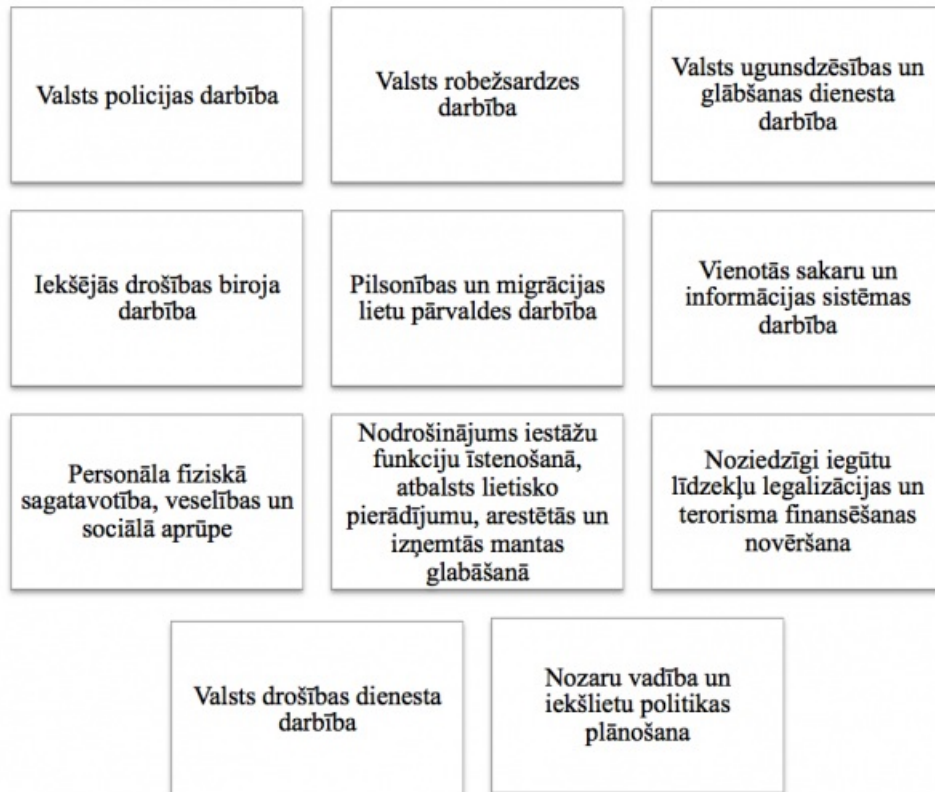 Valsts policijas darbība
Valsts robežsardzes
darbība
Valsts ugunsdzēsības un
glābšanas dienesta
darbība
Iekšējās drošības biroja
darbība
Pilsonības un migrācijas
lietu pārvaldes darbība
Vienotās sakaru un
informācijas sistēmas
darbība
Personāla fiziskā
sagatavotība, veselības un
sociālā aprūpe
Nodrošinājums iestāžu
funkciju īstenošanā,
atbalsts lietisko
pierādījumu, arestētās un
izņemtās mantas
glabāšanā
Noziedzīgi iegūtu
līdzekļu legalizācijas un
terorisma finansēšanas
novēršana
Valsts drošības dienesta
darbība
Nozaru vadība un
iekšlietu politikas
plānošana